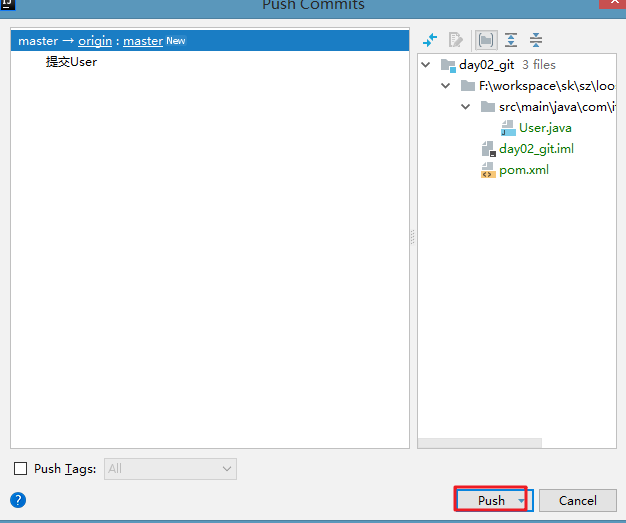 Push Commits
master → origin : master New
提交User
day02_git 3 files
F:\workspace\sk\sz\loo
src\main\java\com\i
User.java
day02_git.iml
pom.xml
Push Tags: All
? Push Cancel